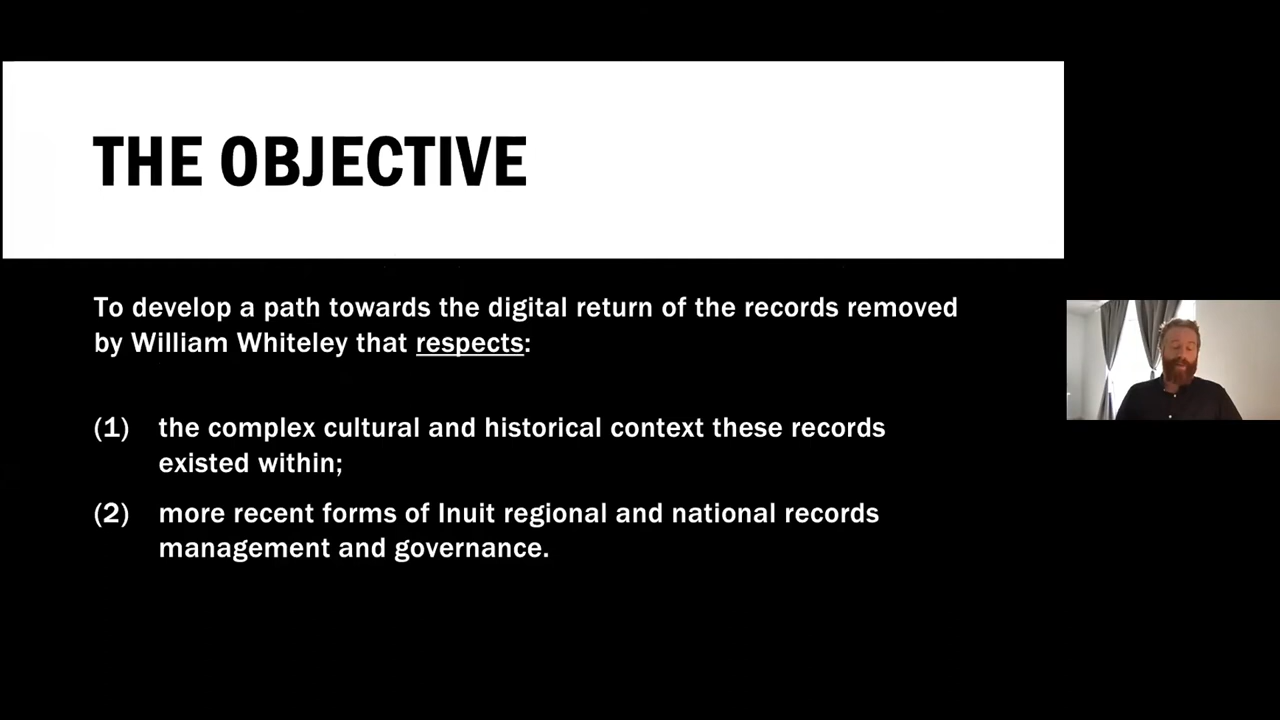 THE OBJECTIVE
To develop a path towards the digital return of the records removed
by William Whiteley that respects:
(1) the complex cultural and historical context these records
existed within;
(2) more recent forms of Inuit regional and national records
management and governance.